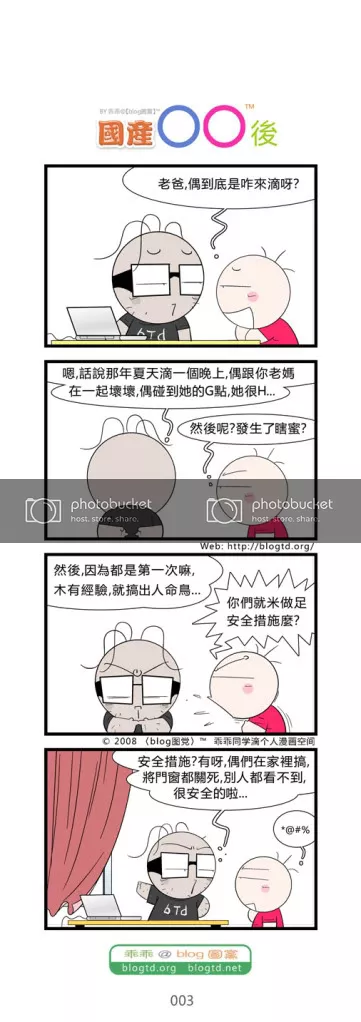 BY 乖乖@【blog圖黨】™
國產〇〇後™
老爸,偶到底是咋來滴呀?
嗯,話說那年夏天滴一個晚上,偶跟你老媽
在一起壞壞,偶碰到她的G點,她很H...
然後呢?發生了瞎蜜?
photobucket
host. store. share.
photobucket
host. store. share.
Web: http://blogtd.org/
然後,因為都是第一次嘛,
木有經驗,就搞出人命鳥...
你們就米做足
安全措施麼?
© 2008 〈blog图党〉™ 乖乖同学滴个人漫画空间
安全措施?有呀,偶們在家裡搞,
將門窗都關死,別人都看不到,
很安全的啦...
*@#%
bTd
乖乖 @ blog 圖黨
blogtd.org blogtd.net
003